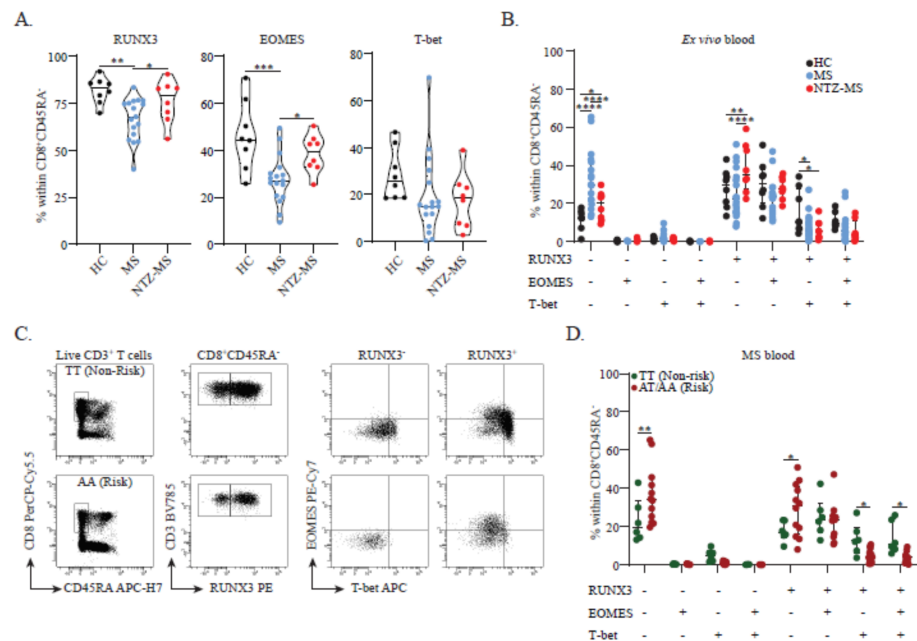 A.
RUNX3
EOMES
T-bet
% within CD8⁺CD45RA⁻
100
75
50
25
0
80
60
40
20
0
80
60
40
20
0
** *
*** *
HC MS NTZ-MS
HC MS NTZ-MS
HC MS NTZ-MS
B.
Ex vivo blood
HC
MS
NTZ-MS
% within CD8⁺CD45RA⁻
100
80
60
40
20
0
*
****
****
**
****
*
*
RUNX3 - - - - + + + +
EOMES - + - + - + - +
T-bet - - + + - - + +
C.
Live CD3⁺ T cells
CD8⁺CD45RA⁻
RUNX3⁻
RUNX3⁺
TT (Non-Risk)
AA (Risk)
CD8 PerCP-Cy5.5
CD45RA APC-H7
CD3 BV785
RUNX3 PE
EOMES PE-Cy7
T-bet APC
D.
MS blood
TT (Non-risk)
AT/AA (Risk)
% within CD8⁺CD45RA⁻
100
80
60
40
20
0
**
*
*
*
RUNX3 - - - - + + + +
EOMES - + - + - + - +
T-bet - - + + - - + +